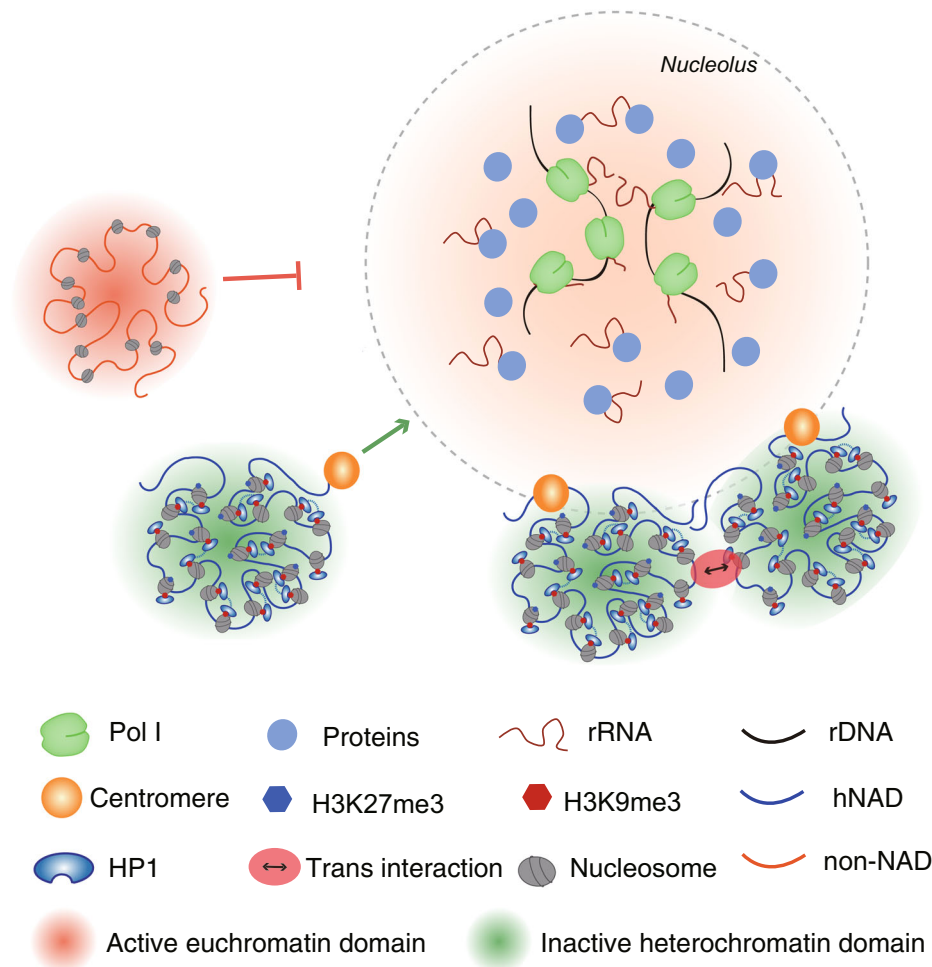 Nucleolus
Pol I
Proteins
rRNA
rDNA
Centromere
H3K27me3
H3K9me3
hNAD
HP1
Trans interaction
Nucleosome
non-NAD
Active euchromatin domain
Inactive heterochromatin domain